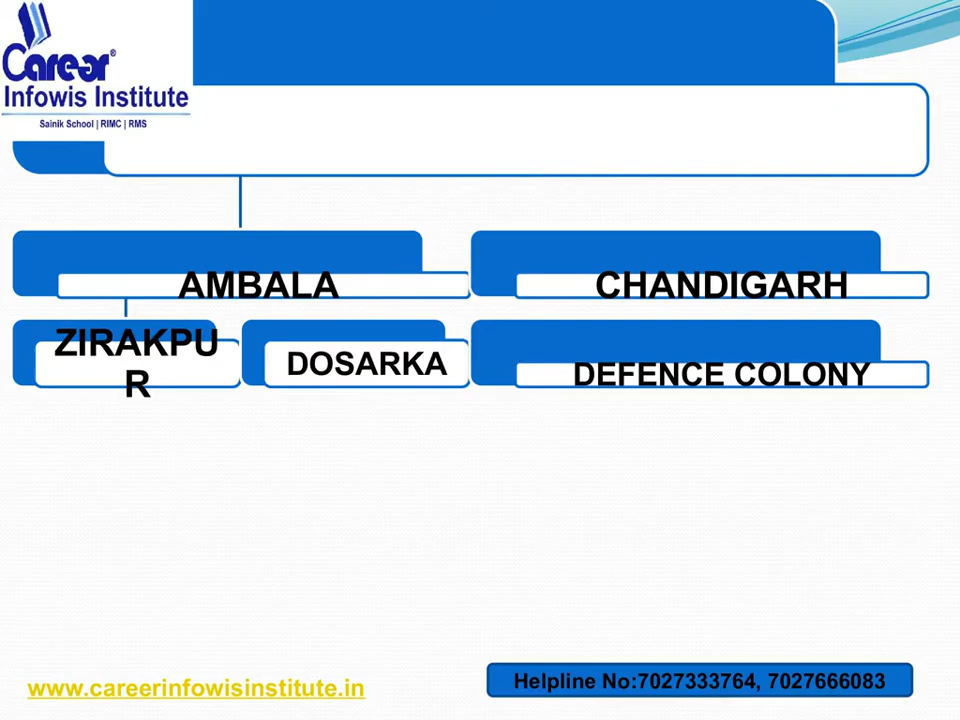 Carear®
Infowis Institute
Sainik School | RIMC | RMS
AMBALA
CHANDIGARH
ZIRAKPU
R
DOSARKA
DEFENCE COLONY
www.careerinfowisinstitute.in
Helpline No:7027333764, 7027666083